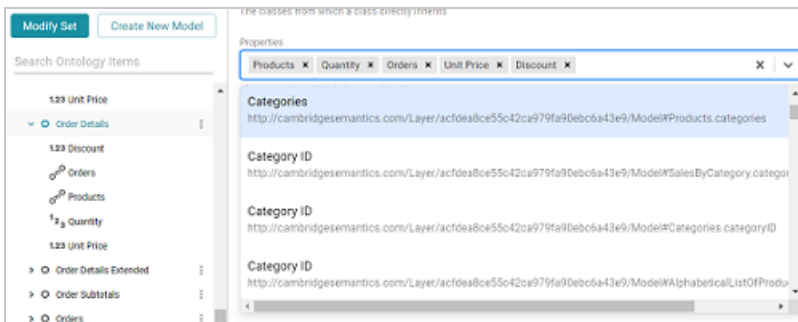 The classes from which a class directly inherits
Modify Set
Create New Model
Search Ontology Items
1.23 Unit Price
Order Details
1.23 Discount
Orders
Products
123 Quantity
1.23 Unit Price
Order Details Extended
Order Subtotals
Orders
Properties
Products × Quantity × Orders × Unit Price × Discount ×
Categories
http://cambridgesemantics.com/Layer/acfdea8ce55c42ca979fa90ebc6a43e9/Model#Products.categories
Category ID
http://cambridgesemantics.com/Layer/acfdea8ce55c42ca979fa90ebc6a43e9/Model#SalesByCategory.categor
Category ID
http://cambridgesemantics.com/Layer/acfdea8ce55c42ca979fa90ebc6a43e9/Model#Categories.categoryID
Category ID
http://cambridgesemantics.com/Layer/acfdea8ce55c42ca979fa90ebc6a43e9/Model#AlphabeticalListOfProdu